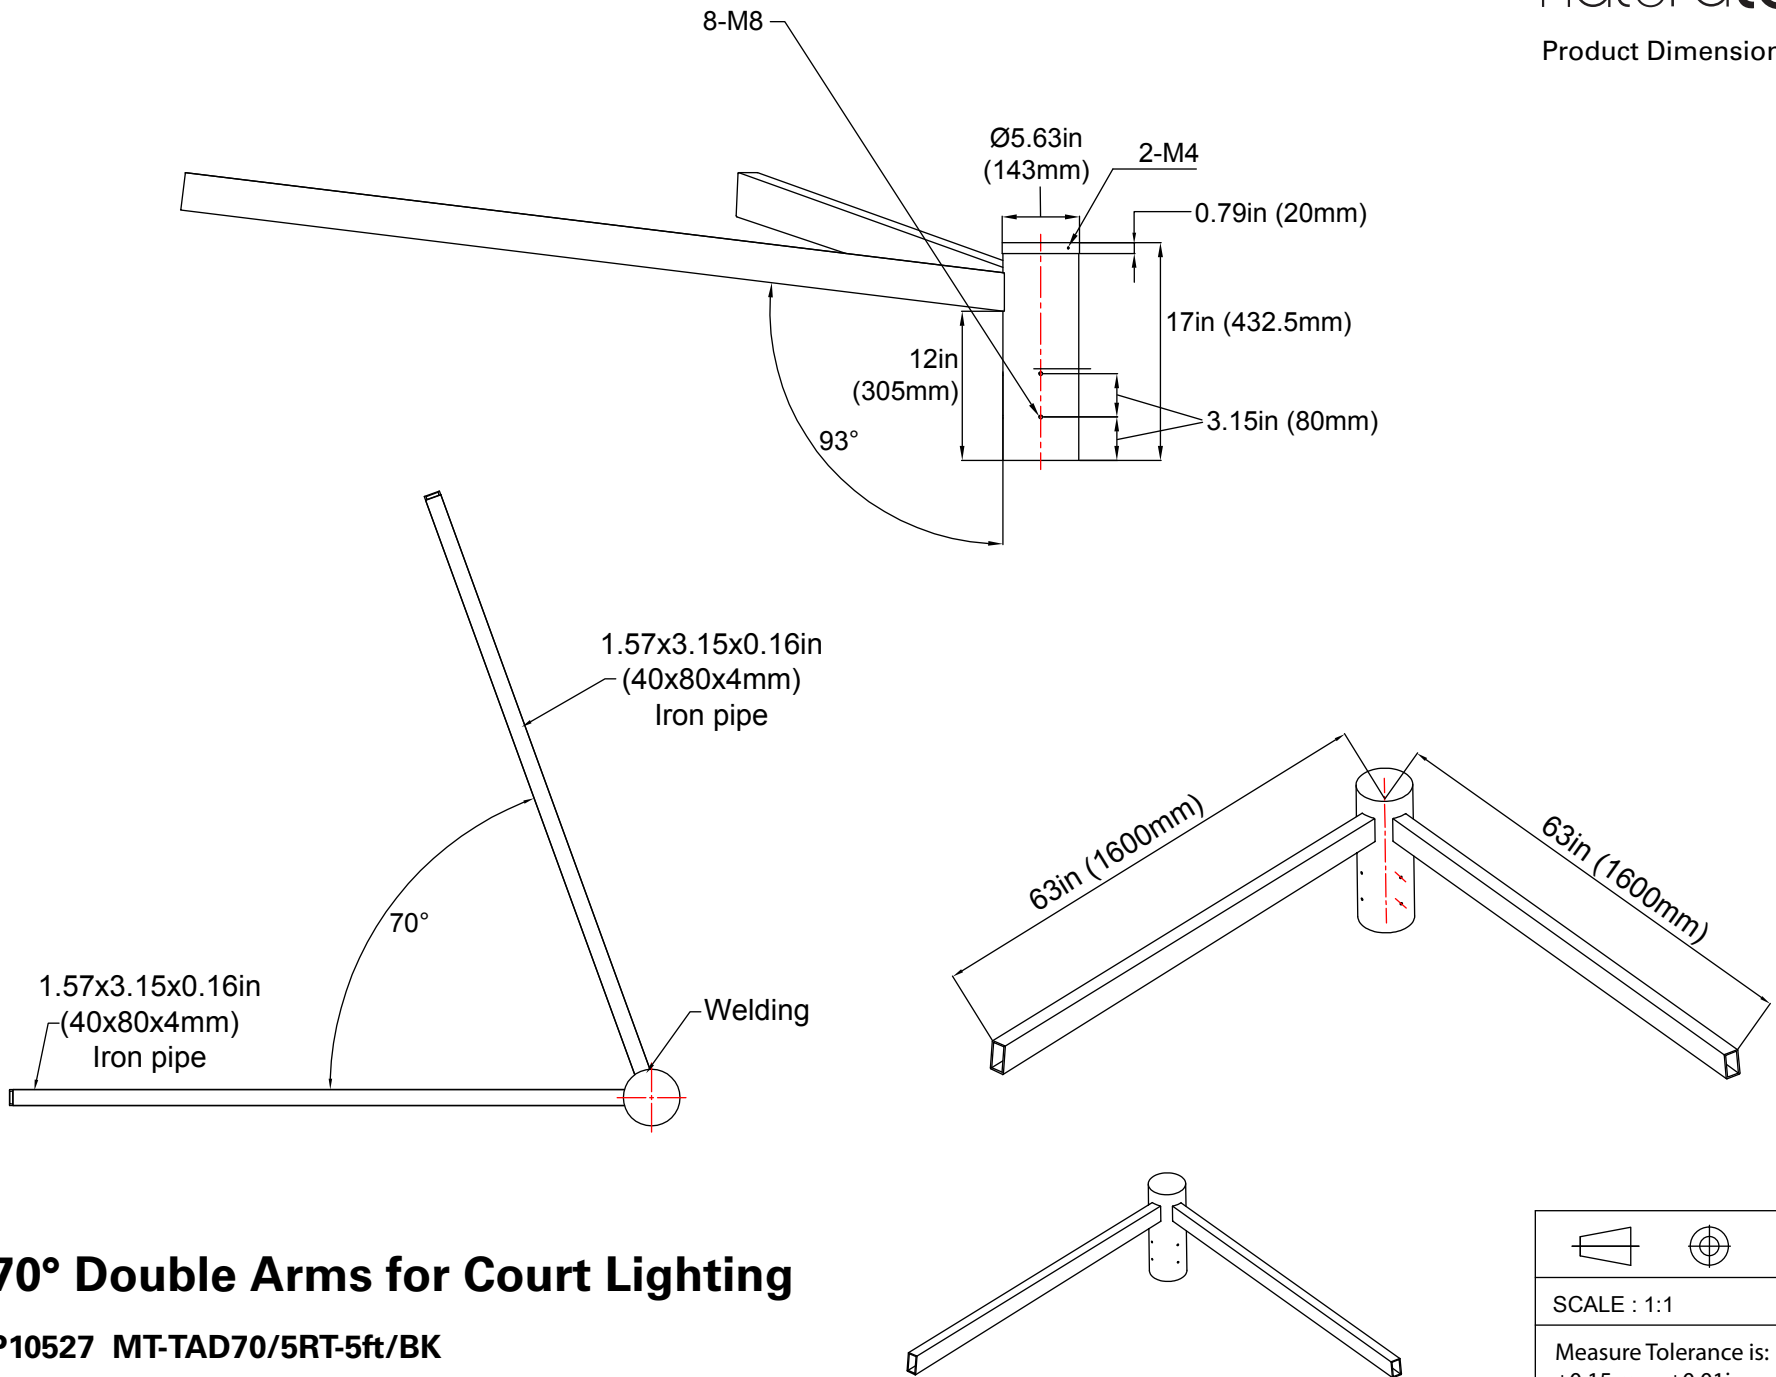 Product Dimension
8-M8
Ø5.63in
(143mm)
2-M4
0.79in (20mm)
17in (432.5mm)
12in
(305mm)
3.15in (80mm)
93°
1.57x3.15x0.16in
(40x80x4mm)
Iron pipe
70°
1.57x3.15x0.16in
(40x80x4mm)
Iron pipe
Welding
63in (1600mm)
63in (1600mm)
70° Double Arms for Court Lighting
P10527 MT-TAD70/5RT-5ft/BK
SCALE : 1:1
Measure Tolerance is: